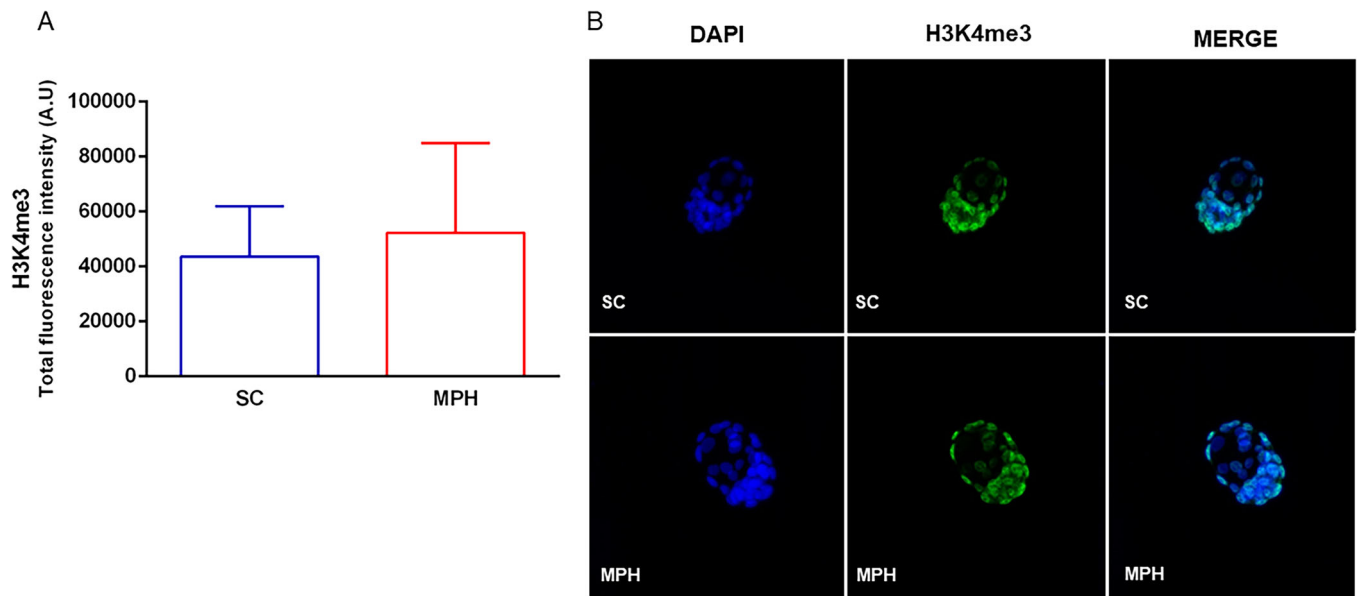 A
H3K4me3
Total fluorescence intensity (A.U)
100000
80000
60000
40000
20000
0
SC
MPH
B
DAPI
H3K4me3
MERGE
SC
SC
SC
MPH
MPH
MPH